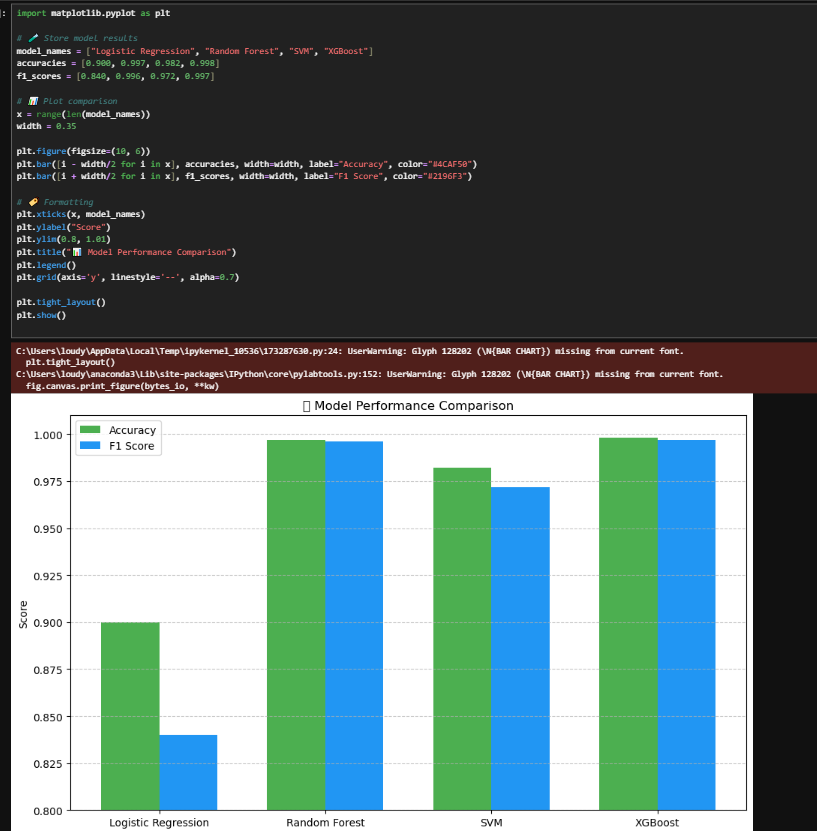 ]:
import matplotlib.pyplot as plt
# 🧪 Store model results
model_names = ["Logistic Regression", "Random Forest", "SVM", "XGBoost"]
accuracies = [0.900, 0.997, 0.982, 0.998]
f1_scores = [0.840, 0.996, 0.972, 0.997]
# 📊 Plot comparison
x = range(len(model_names))
width = 0.35
plt.figure(figsize=(10, 6))
plt.bar([i - width/2 for i in x], accuracies, width=width, label="Accuracy", color="#4CAF50")
plt.bar([i + width/2 for i in x], f1_scores, width=width, label="F1 Score", color="#2196F3")
# 🏷️ Formatting
plt.xticks(x, model_names)
plt.ylabel("Score")
plt.ylim(0.8, 1.01)
plt.title("📊 Model Performance Comparison")
plt.legend()
plt.grid(axis='y', linestyle='--', alpha=0.7)
plt.tight_layout()
plt.show()
C:\Users\loudy\AppData\Local\Temp\ipykernel_10536\173287630.py:24: UserWarning: Glyph 128202 (\N{BAR CHART}) missing from current font.
plt.tight_layout()
C:\Users\loudy\anaconda3\Lib\site-packages\IPython\core\pylabtools.py:152: UserWarning: Glyph 128202 (\N{BAR CHART}) missing from current font.
fig.canvas.print_figure(bytes_io, **kw)
▯ Model Performance Comparison
Accuracy
F1 Score
1.000
0.975
0.950
0.925
0.900
0.875
0.850
0.825
0.800
Score
Logistic Regression
Random Forest
SVM
XGBoost